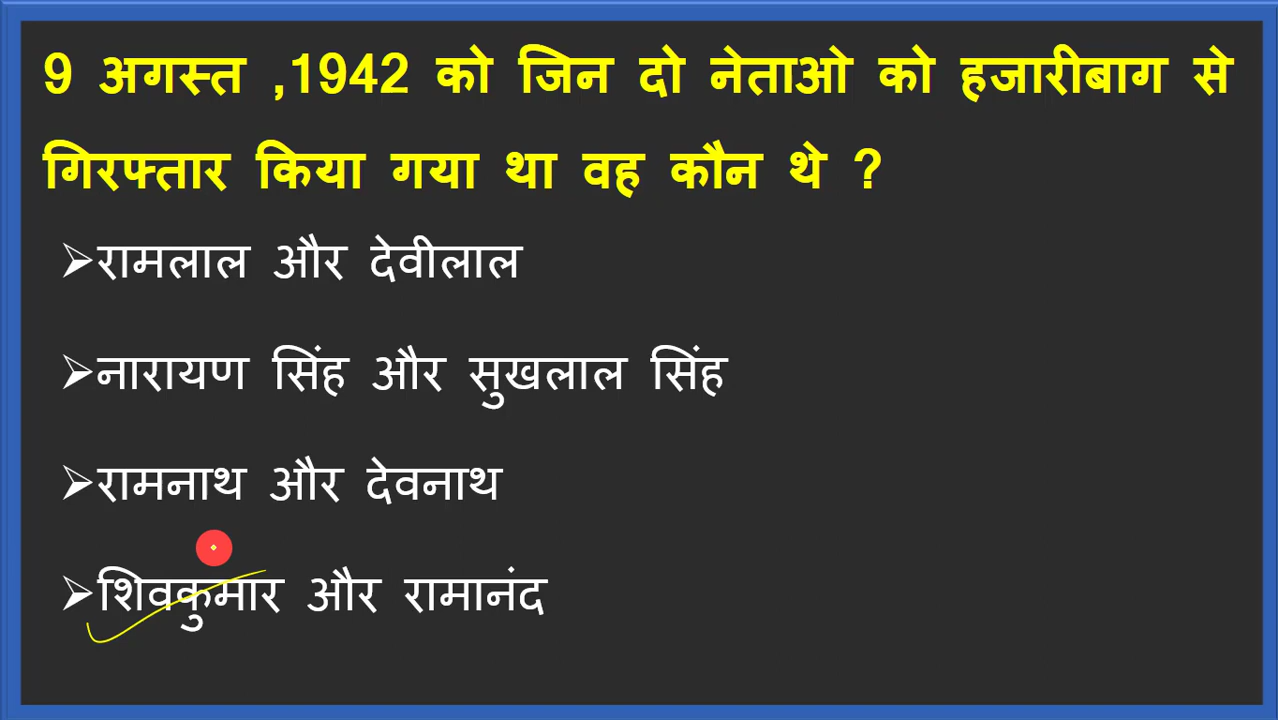 9 अगस्त ,1942 को जिन दो नेताओ को हजारीबाग से
गिरफ्तार किया गया था वह कौन थे ?
➢रामलाल और देवीलाल
➢नारायण सिंह और सुखलाल सिंह
➢रामनाथ और देवनाथ
➢शिवकुमार और रामानंद